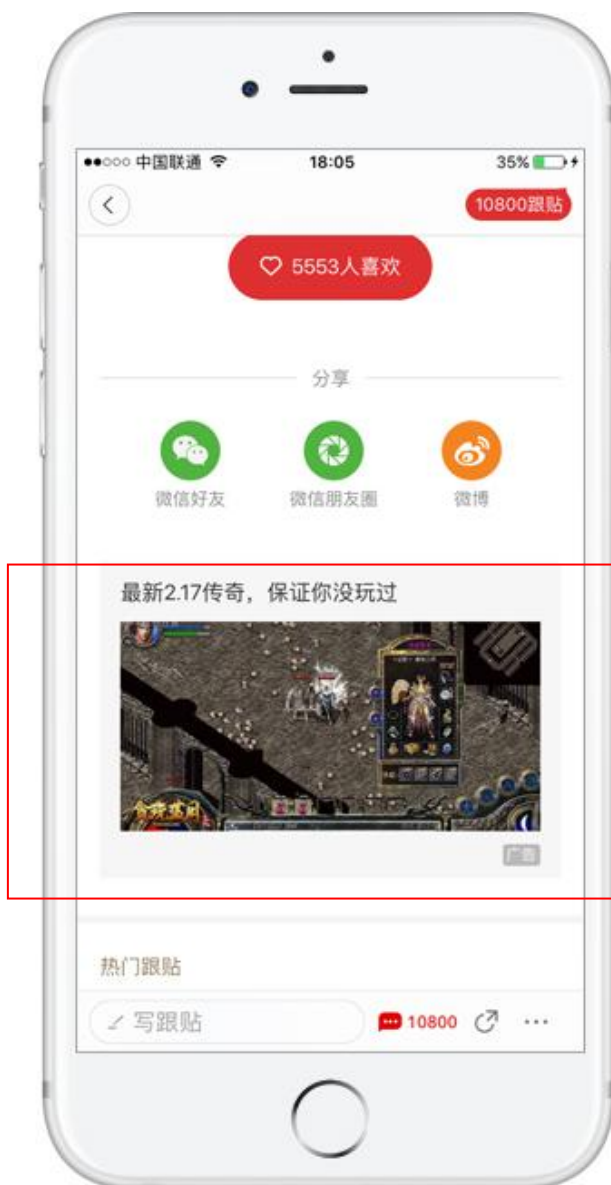 中国联通
18:05
35%
10800跟贴
5553人喜欢
分享
微信好友
微信朋友圈
微博
最新2.17传奇，保证你没玩过
广告
热门跟贴
写跟贴
10800